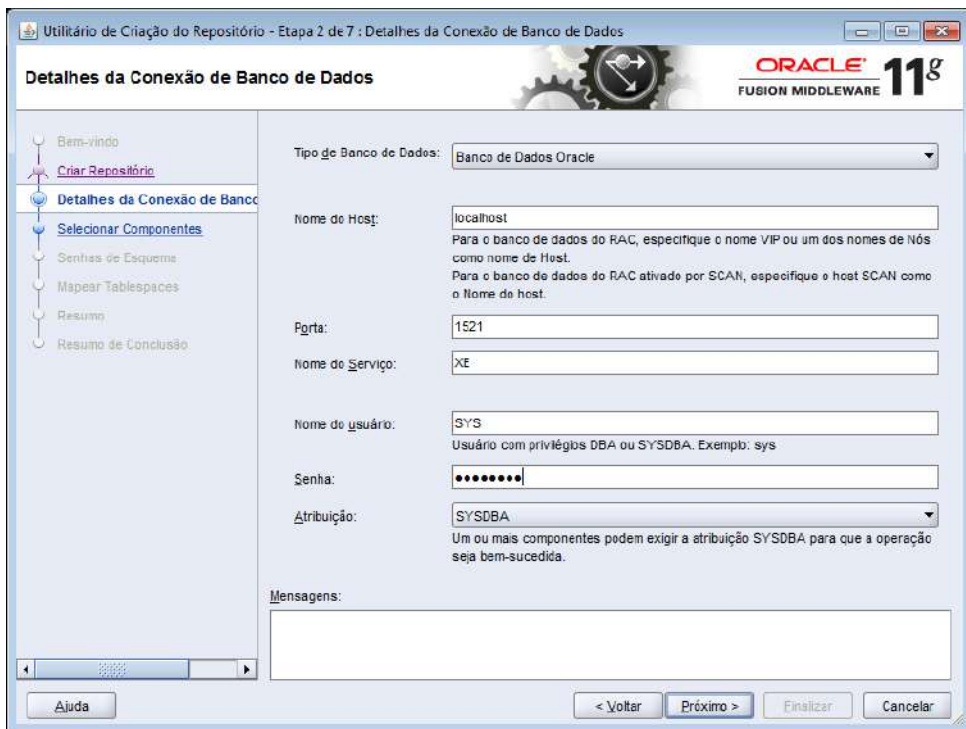 Utilitário de Criação do Repositório - Etapa 2 de 7 : Detalhes da Conexão de Banco de Dados
Detalhes da Conexão de Banco de Dados
ORACLE
FUSION MIDDLEWARE
11g
Bem-vindo
Criar Repositório
Detalhes da Conexão de Banco
Selecionar Componentes
Senhas de Esquema
Mapear Tablespaces
Resumo
Resumo de Conclusão
Tipo de Banco de Dados: Banco de Dados Oracle
Nome do Host: localhost
Para o banco de dados do RAC, especifique o nome VIP ou um dos nomes de Nós
como nome de Host.
Para o banco de dados do RAC ativado por SCAN, especifique o host SCAN como
o Nome do host.
Porta: 1521
Nome do Serviço: XE
Nome do usuário: SYS
Usuário com privilégios DBA ou SYSDBA. Exemplo: sys
Senha: ●●●●●●●●
Atribuição: SYSDBA
Um ou mais componentes podem exigir a atribuição SYSDBA para que a operação
seja bem-sucedida.
Mensagens:
Ajuda
< Voltar
Próximo >
Finalizar
Cancelar